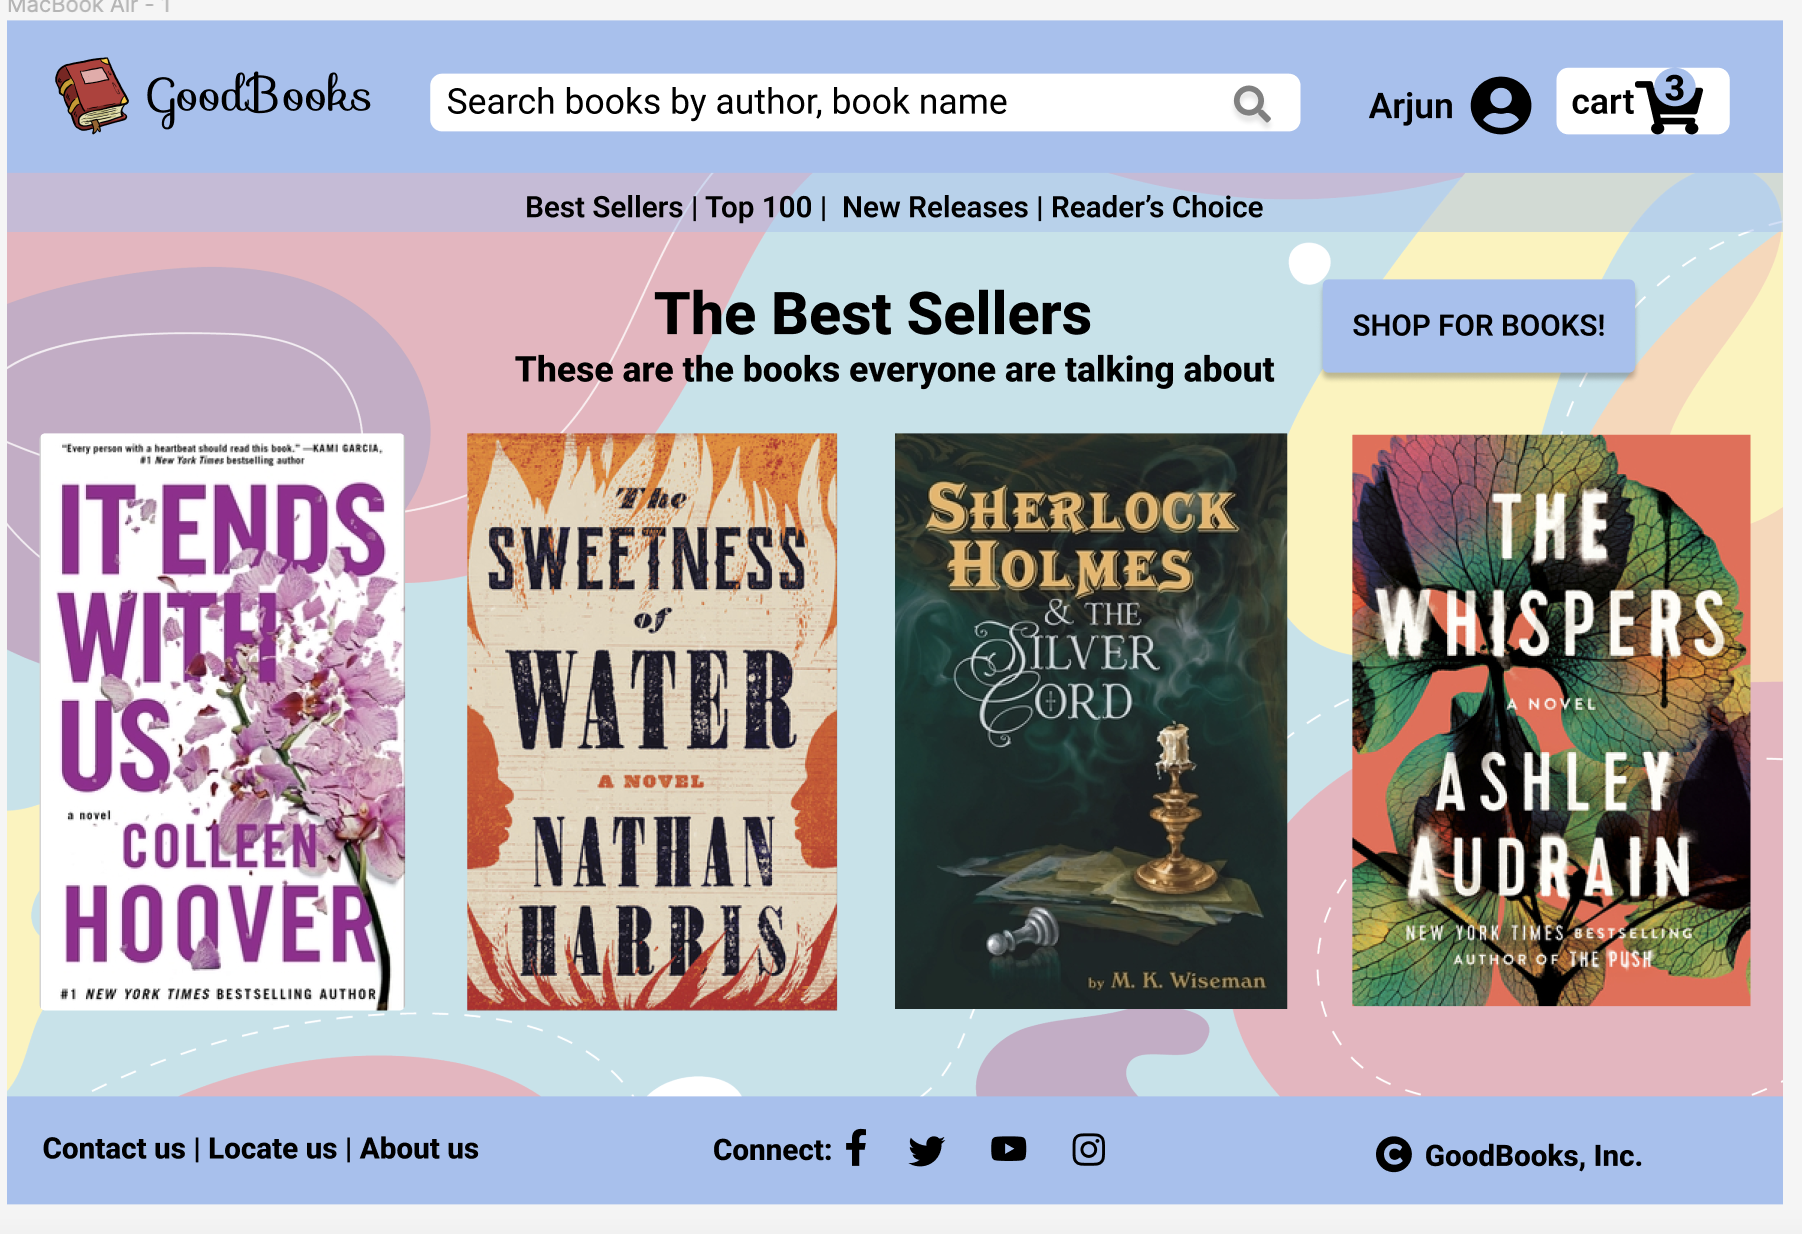 MacBook Air - 1
GoodBooks
Search books by author, book name
Arjun
cart
3
Best Sellers | Top 100 | New Releases | Reader’s Choice
The Best Sellers
These are the books everyone are talking about
SHOP FOR BOOKS!
“Every person with a heartbeat should read this book.” —KAMI GARCIA,
#1 New York Times bestselling author
IT ENDS
WITH
US
a novel
COLLEEN
HOOVER
#1 NEW YORK TIMES BESTSELLING AUTHOR
The
SWEETNESS
of
WATER
A NOVEL
NATHAN
HARRIS
SHERLOCK
HOLMES
& THE
SILVER
CORD
by M. K. Wiseman
THE
WHISPERS
A NOVEL
ASHLEY
AUDRAIN
NEW YORK TIMES BESTSELLING
AUTHOR OF THE PUSH
Contact us | Locate us | About us
Connect:
© GoodBooks, Inc.